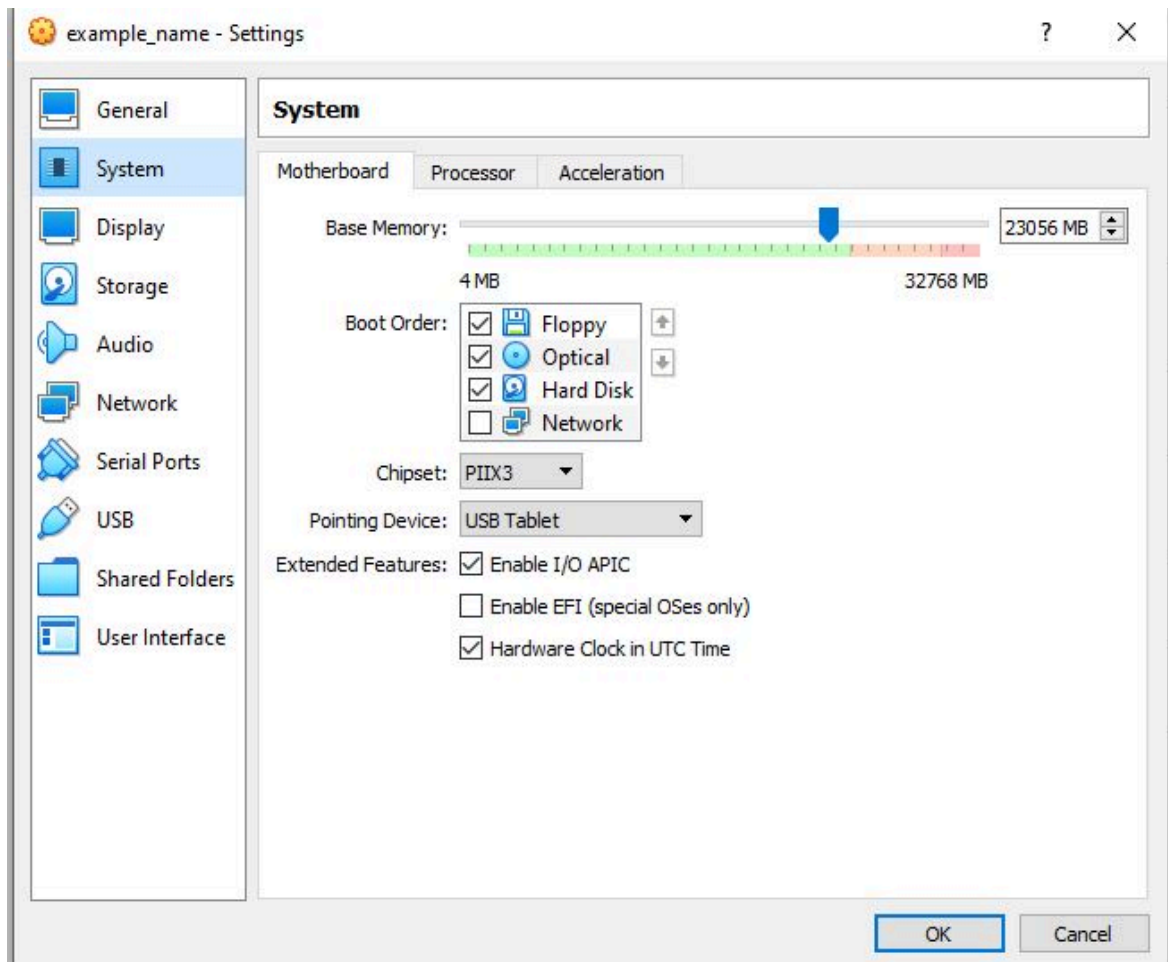 example_name - Settings
?
General
System
Display
Storage
Audio
Network
Serial Ports
USB
Shared Folders
User Interface
System
Motherboard Processor Acceleration
Base Memory: 23056 MB
4 MB 32768 MB
Boot Order: Floppy
Optical
Hard Disk
Network
Chipset: PIIX3
Pointing Device: USB Tablet
Extended Features: Enable I/O APIC
Enable EFI (special OSes only)
Hardware Clock in UTC Time
OK Cancel